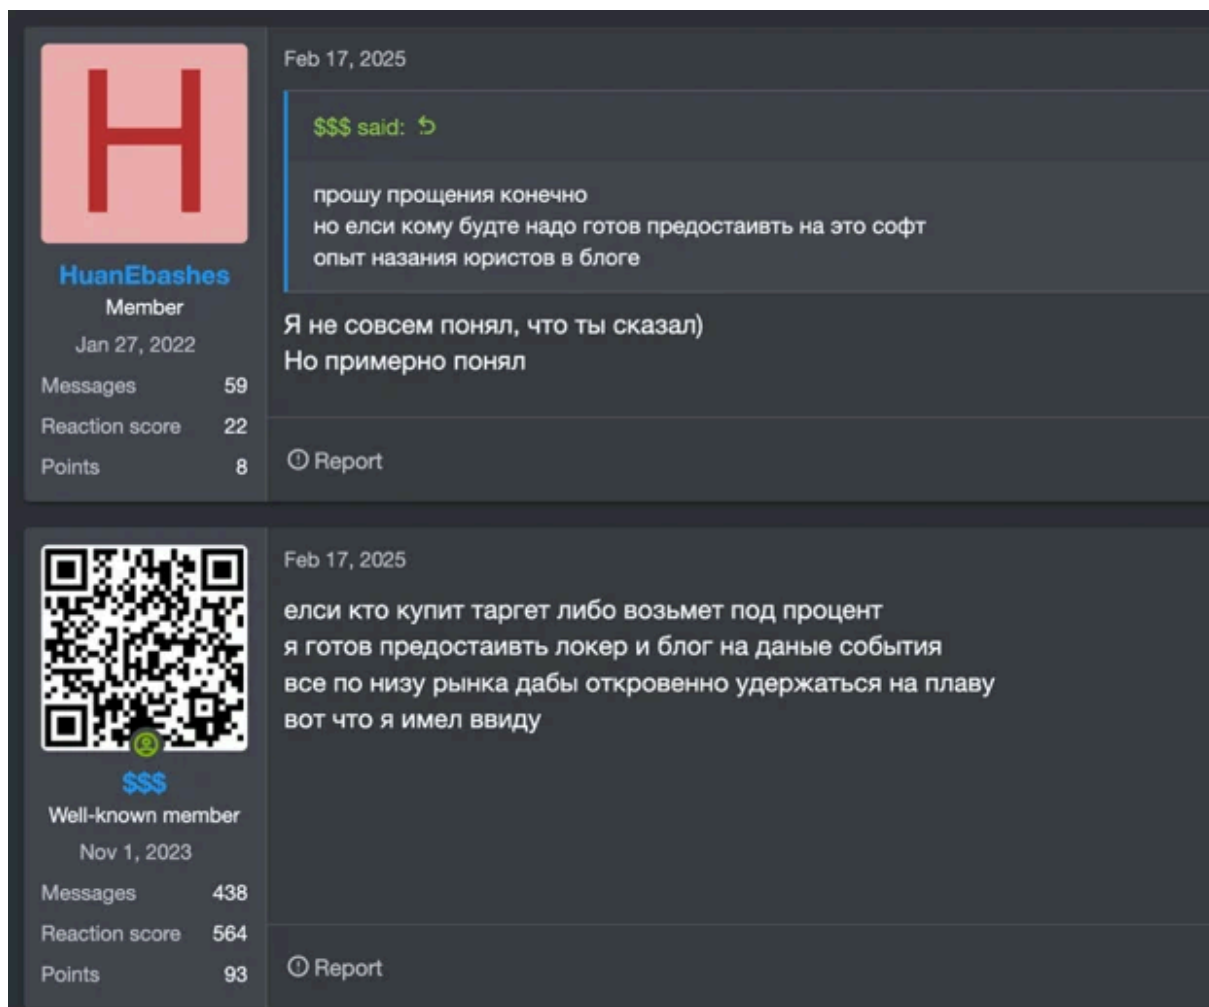 H
HuanEbashes
Member
Jan 27, 2022
Messages 59
Reaction score 22
Points 8
Feb 17, 2025
$$$ said:
прошу прощения конечно
но елси кому будте надо готов предостаивть на это софт
опыт назания юристов в блоге
Я не совсем понял, что ты сказал)
Но примерно понял
Report
$$$
Well-known member
Nov 1, 2023
Messages 438
Reaction score 564
Points 93
Feb 17, 2025
елси кто купит таргет либо возьмет под процент
я готов предостаивть локер и блог на даные события
все по низу рынка дабы откровенно удержаться на плаву
вот что я имел ввиду
Report